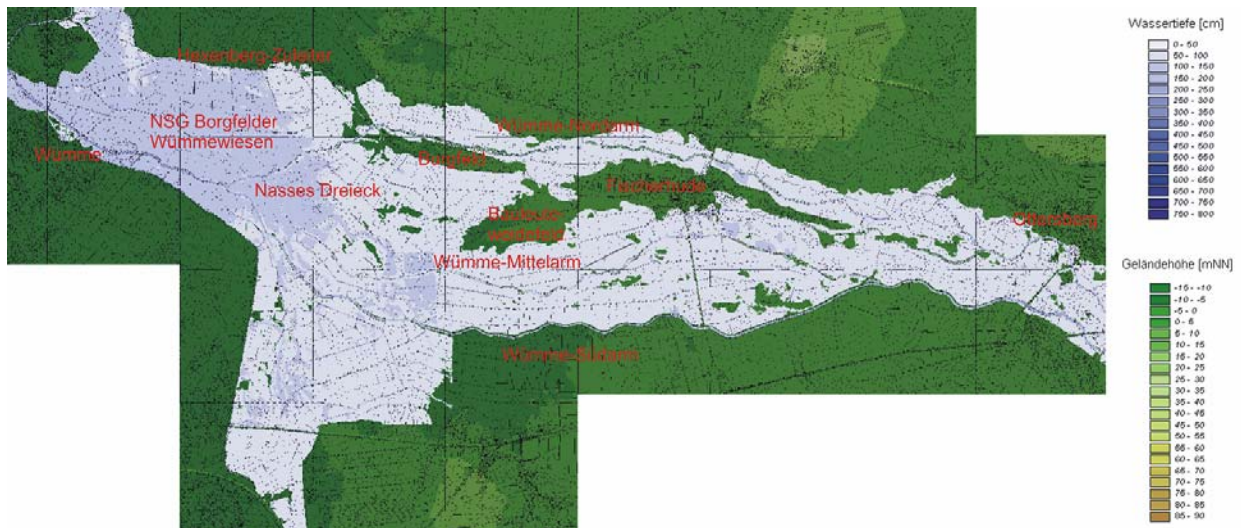 Hexenberg-Zuleiter
NSG Borgfelder
Wümmewiesen
Wümme-Nordarm
Wümme
Fischerhude
Nasses Dreieck
Ottersberg
Wümme-Mittelarm
Wümme-Südarm
Wassertiefe [cm]
0 - 50
50 - 100
100 - 150
150 - 200
200 - 250
250 - 300
300 - 350
350 - 400
400 - 450
450 - 500
500 - 550
550 - 600
600 - 650
650 - 700
700 - 750
750 - 800
Geländehöhe [mNN]
-15 - -10
-10 - -5
-5 - 0
0 - 5
5 - 10
10 - 15
15 - 20
20 - 25
25 - 30
30 - 35
35 - 40
40 - 45
45 - 50
50 - 55
55 - 60
60 - 65
65 - 70
70 - 75
75 - 80
80 - 85
85 - 90